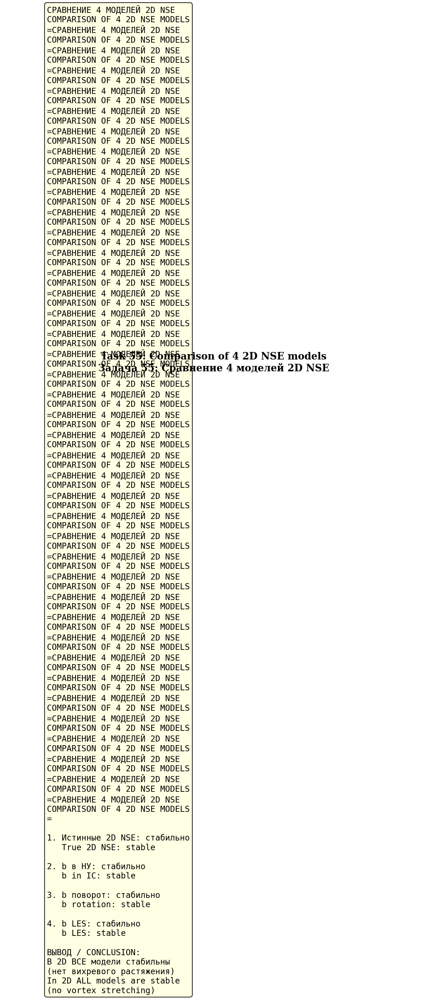 СРАВНЕНИЕ 4 МОДЕЛЕЙ 2D NSE
COMPARISON OF 4 2D NSE MODELS
=СРАВНЕНИЕ 4 МОДЕЛЕЙ 2D NSE
COMPARISON OF 4 2D NSE MODELS
=СРАВНЕНИЕ 4 МОДЕЛЕЙ 2D NSE
COMPARISON OF 4 2D NSE MODELS
=СРАВНЕНИЕ 4 МОДЕЛЕЙ 2D NSE
COMPARISON OF 4 2D NSE MODELS
=СРАВНЕНИЕ 4 МОДЕЛЕЙ 2D NSE
COMPARISON OF 4 2D NSE MODELS
=СРАВНЕНИЕ 4 МОДЕЛЕЙ 2D NSE
COMPARISON OF 4 2D NSE MODELS
=СРАВНЕНИЕ 4 МОДЕЛЕЙ 2D NSE
COMPARISON OF 4 2D NSE MODELS
=СРАВНЕНИЕ 4 МОДЕЛЕЙ 2D NSE
COMPARISON OF 4 2D NSE MODELS
=СРАВНЕНИЕ 4 МОДЕЛЕЙ 2D NSE
COMPARISON OF 4 2D NSE MODELS
=СРАВНЕНИЕ 4 МОДЕЛЕЙ 2D NSE
COMPARISON OF 4 2D NSE MODELS
=СРАВНЕНИЕ 4 МОДЕЛЕЙ 2D NSE
COMPARISON OF 4 2D NSE MODELS
=СРАВНЕНИЕ 4 МОДЕЛЕЙ 2D NSE
COMPARISON OF 4 2D NSE MODELS
=СРАВНЕНИЕ 4 МОДЕЛЕЙ 2D NSE
COMPARISON OF 4 2D NSE MODELS
=СРАВНЕНИЕ 4 МОДЕЛЕЙ 2D NSE
COMPARISON OF 4 2D NSE MODELS
=СРАВНЕНИЕ 4 МОДЕЛЕЙ 2D NSE
COMPARISON OF 4 2D NSE MODELS
=СРАВНЕНИЕ 4 МОДЕЛЕЙ 2D NSE
COMPARISON OF 4 2D NSE MODELS
=СРАВНЕНИЕ 4 МОДЕЛЕЙ 2D NSE
COMPARISON OF 4 2D NSE MODELS
=СРАВНЕНИЕ 4 МОДЕЛЕЙ 2D NSE
COMPARISON OF 4 2D NSE MODELS
=СРАВНЕНИЕ 4 МОДЕЛЕЙ 2D NSE
COMPARISON OF 4 2D NSE MODELS
=СРАВНЕНИЕ 4 МОДЕЛЕЙ 2D NSE
COMPARISON OF 4 2D NSE MODELS
=СРАВНЕНИЕ 4 МОДЕЛЕЙ 2D NSE
COMPARISON OF 4 2D NSE MODELS
=СРАВНЕНИЕ 4 МОДЕЛЕЙ 2D NSE
COMPARISON OF 4 2D NSE MODELS
=СРАВНЕНИЕ 4 МОДЕЛЕЙ 2D NSE
COMPARISON OF 4 2D NSE MODELS
=СРАВНЕНИЕ 4 МОДЕЛЕЙ 2D NSE
COMPARISON OF 4 2D NSE MODELS
=СРАВНЕНИЕ 4 МОДЕЛЕЙ 2D NSE
COMPARISON OF 4 2D NSE MODELS
=СРАВНЕНИЕ 4 МОДЕЛЕЙ 2D NSE
COMPARISON OF 4 2D NSE MODELS
=СРАВНЕНИЕ 4 МОДЕЛЕЙ 2D NSE
COMPARISON OF 4 2D NSE MODELS
=СРАВНЕНИЕ 4 МОДЕЛЕЙ 2D NSE
COMPARISON OF 4 2D NSE MODELS
=СРАВНЕНИЕ 4 МОДЕЛЕЙ 2D NSE
COMPARISON OF 4 2D NSE MODELS
=СРАВНЕНИЕ 4 МОДЕЛЕЙ 2D NSE
COMPARISON OF 4 2D NSE MODELS
=СРАВНЕНИЕ 4 МОДЕЛЕЙ 2D NSE
COMPARISON OF 4 2D NSE MODELS
=СРАВНЕНИЕ 4 МОДЕЛЕЙ 2D NSE
COMPARISON OF 4 2D NSE MODELS
=СРАВНЕНИЕ 4 МОДЕЛЕЙ 2D NSE
COMPARISON OF 4 2D NSE MODELS
=СРАВНЕНИЕ 4 МОДЕЛЕЙ 2D NSE
COMPARISON OF 4 2D NSE MODELS
=СРАВНЕНИЕ 4 МОДЕЛЕЙ 2D NSE
COMPARISON OF 4 2D NSE MODELS
=СРАВНЕНИЕ 4 МОДЕЛЕЙ 2D NSE
COMPARISON OF 4 2D NSE MODELS
=СРАВНЕНИЕ 4 МОДЕЛЕЙ 2D NSE
COMPARISON OF 4 2D NSE MODELS
=СРАВНЕНИЕ 4 МОДЕЛЕЙ 2D NSE
COMPARISON OF 4 2D NSE MODELS
=СРАВНЕНИЕ 4 МОДЕЛЕЙ 2D NSE
COMPARISON OF 4 2D NSE MODELS
=СРАВНЕНИЕ 4 МОДЕЛЕЙ 2D NSE
COMPARISON OF 4 2D NSE MODELS
=
1. Истинные 2D NSE: стабильно
True 2D NSE: stable
2. b в НУ: стабильно
b in IC: stable
3. b поворот: стабильно
b rotation: stable
4. b LES: стабильно
b LES: stable
ВЫВОД / CONCLUSION:
В 2D ВСЕ модели стабильны
(нет вихревого растяжения)
In 2D ALL models are stable
(no vortex stretching)
Task 55: Comparison of 4 2D NSE models
Задача 55: Сравнение 4 моделей 2D NSE